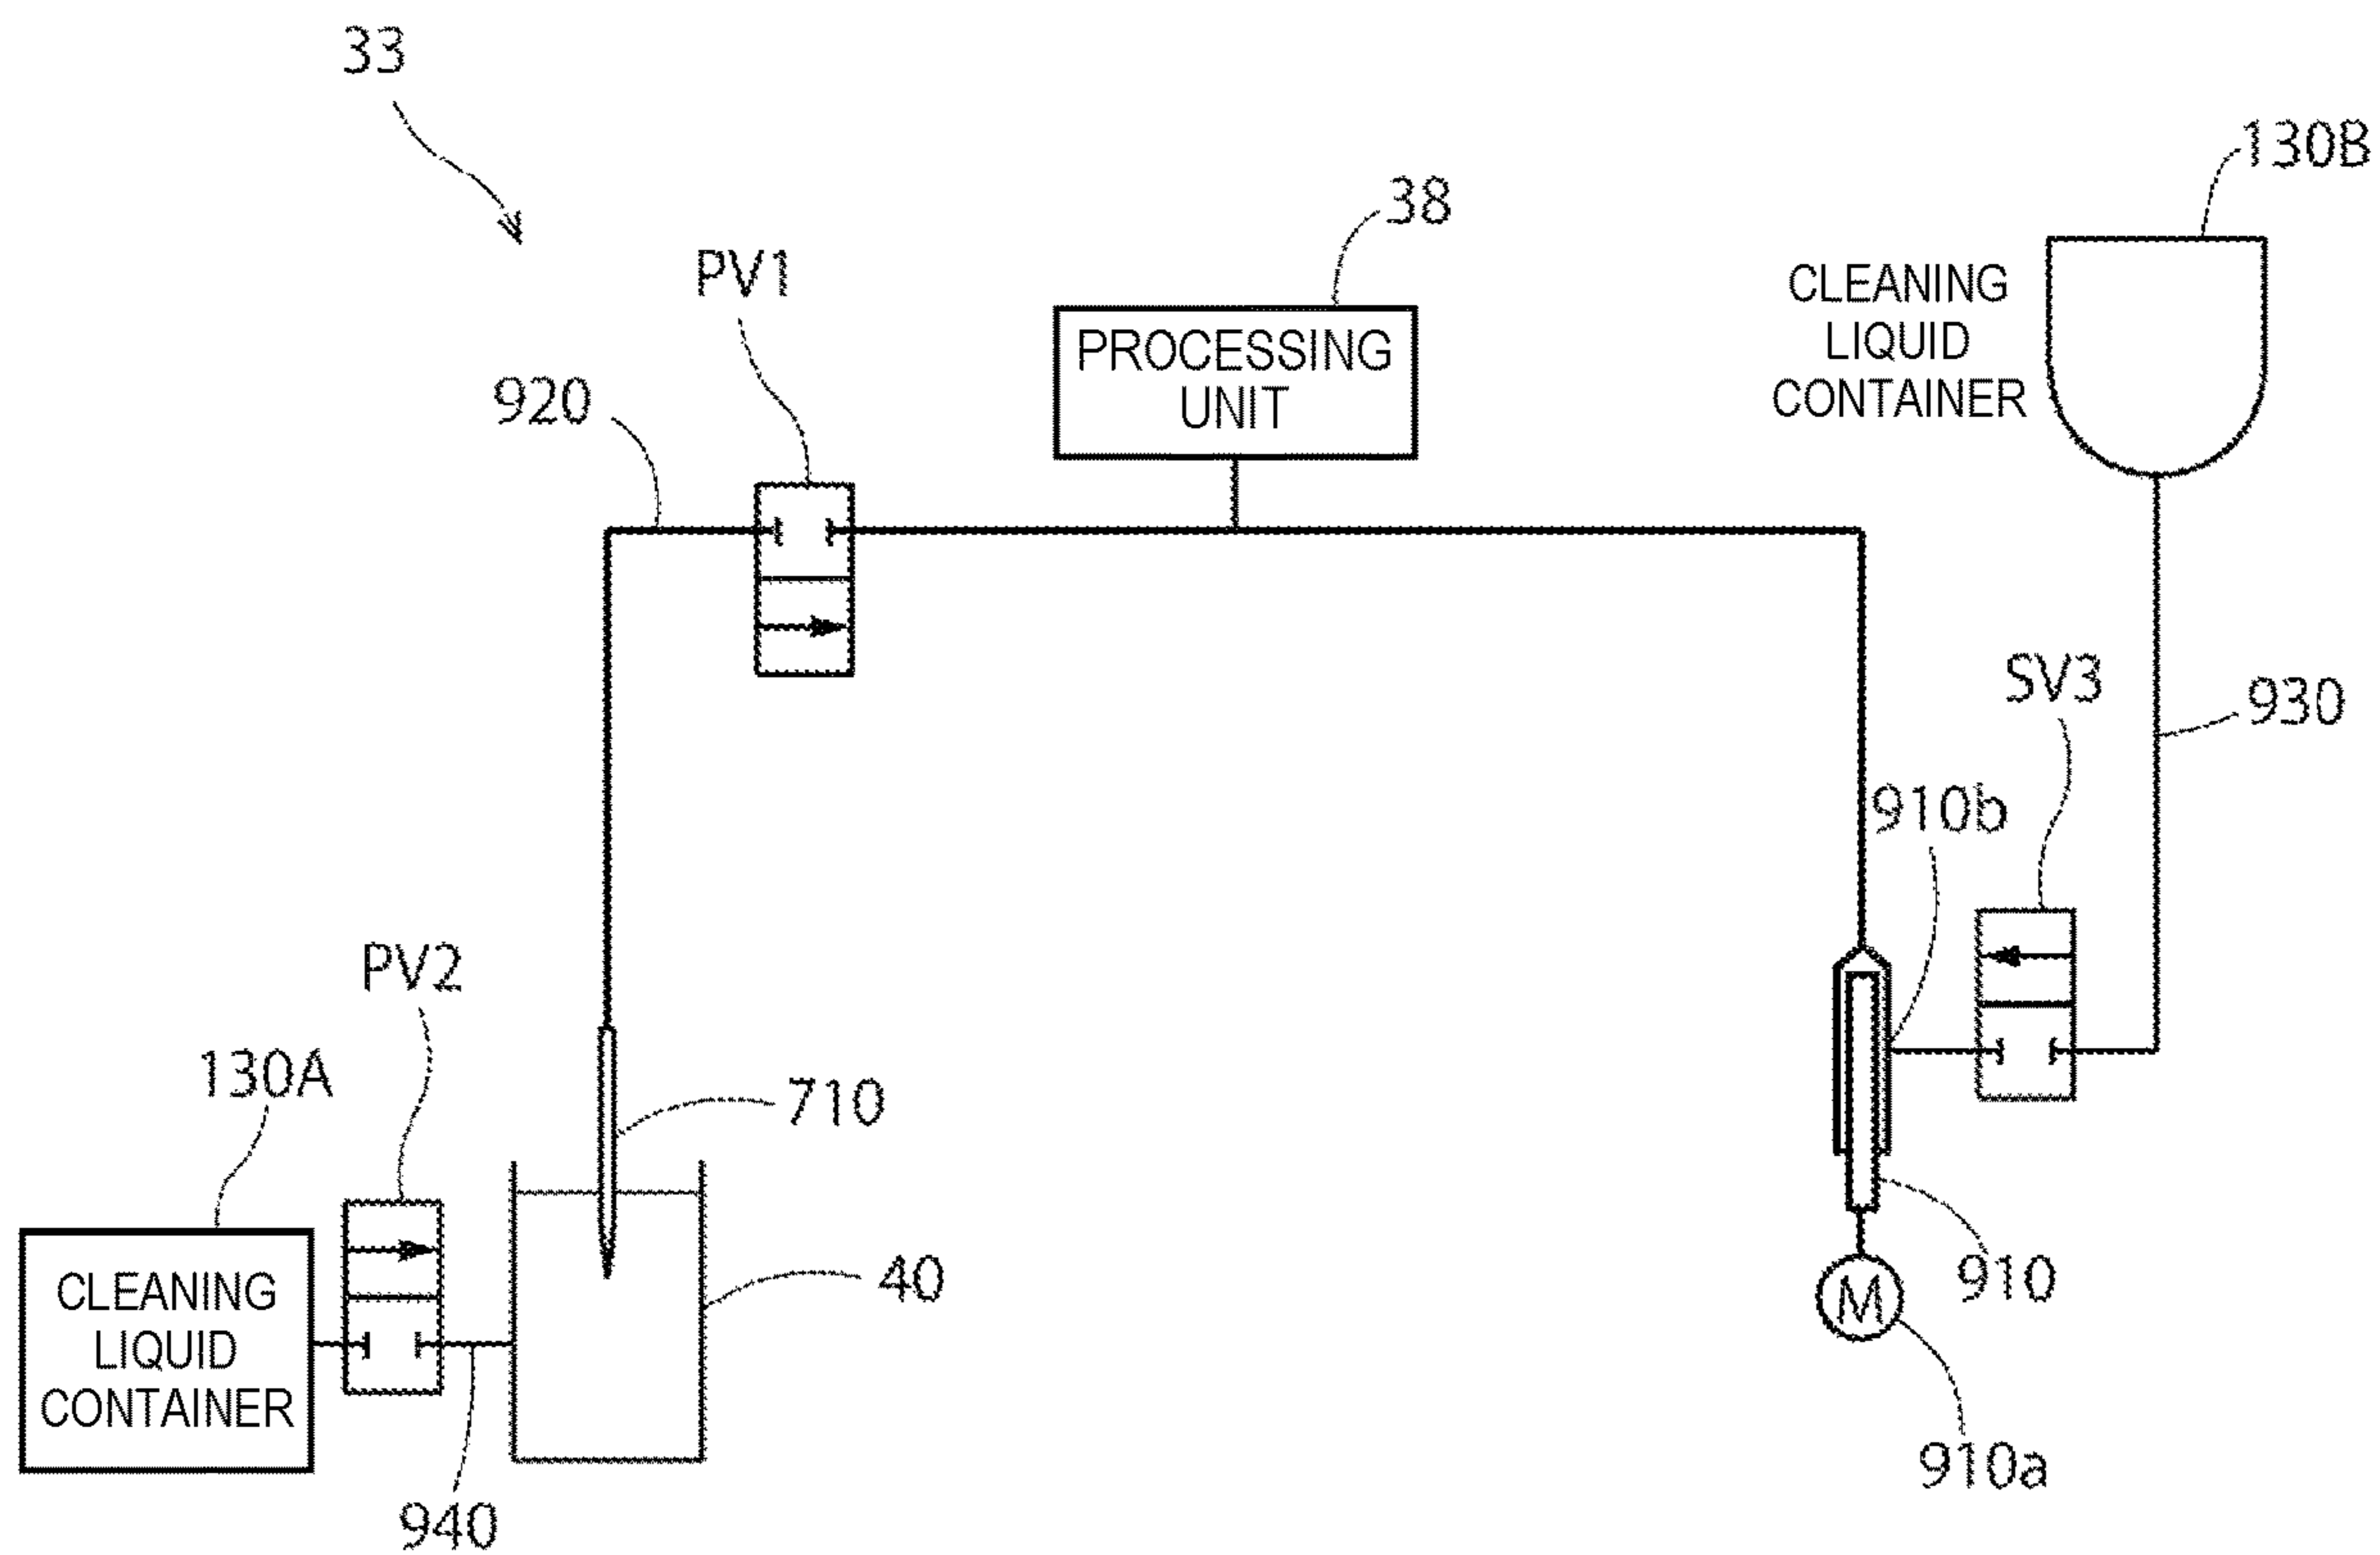 33
130B
38
PV1
CLEANING
LIQUID
CONTAINER
PROCESSING
UNIT
920
SV3
930
910b
PV2
130A
710
40
910
CLEANING
LIQUID
CONTAINER
M
910a
940